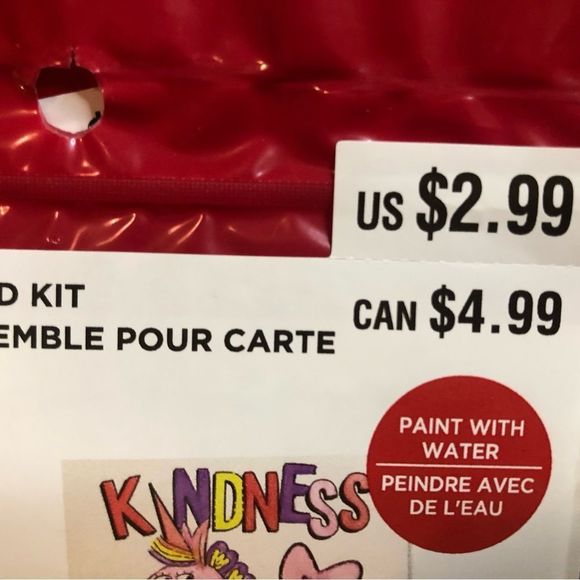 US $2.99
D KIT
CAN $4.99
EMBLE POUR CARTE
PAINT WITH
WATER
PEINDRE AVEC
DE L'EAU
KINDNESS